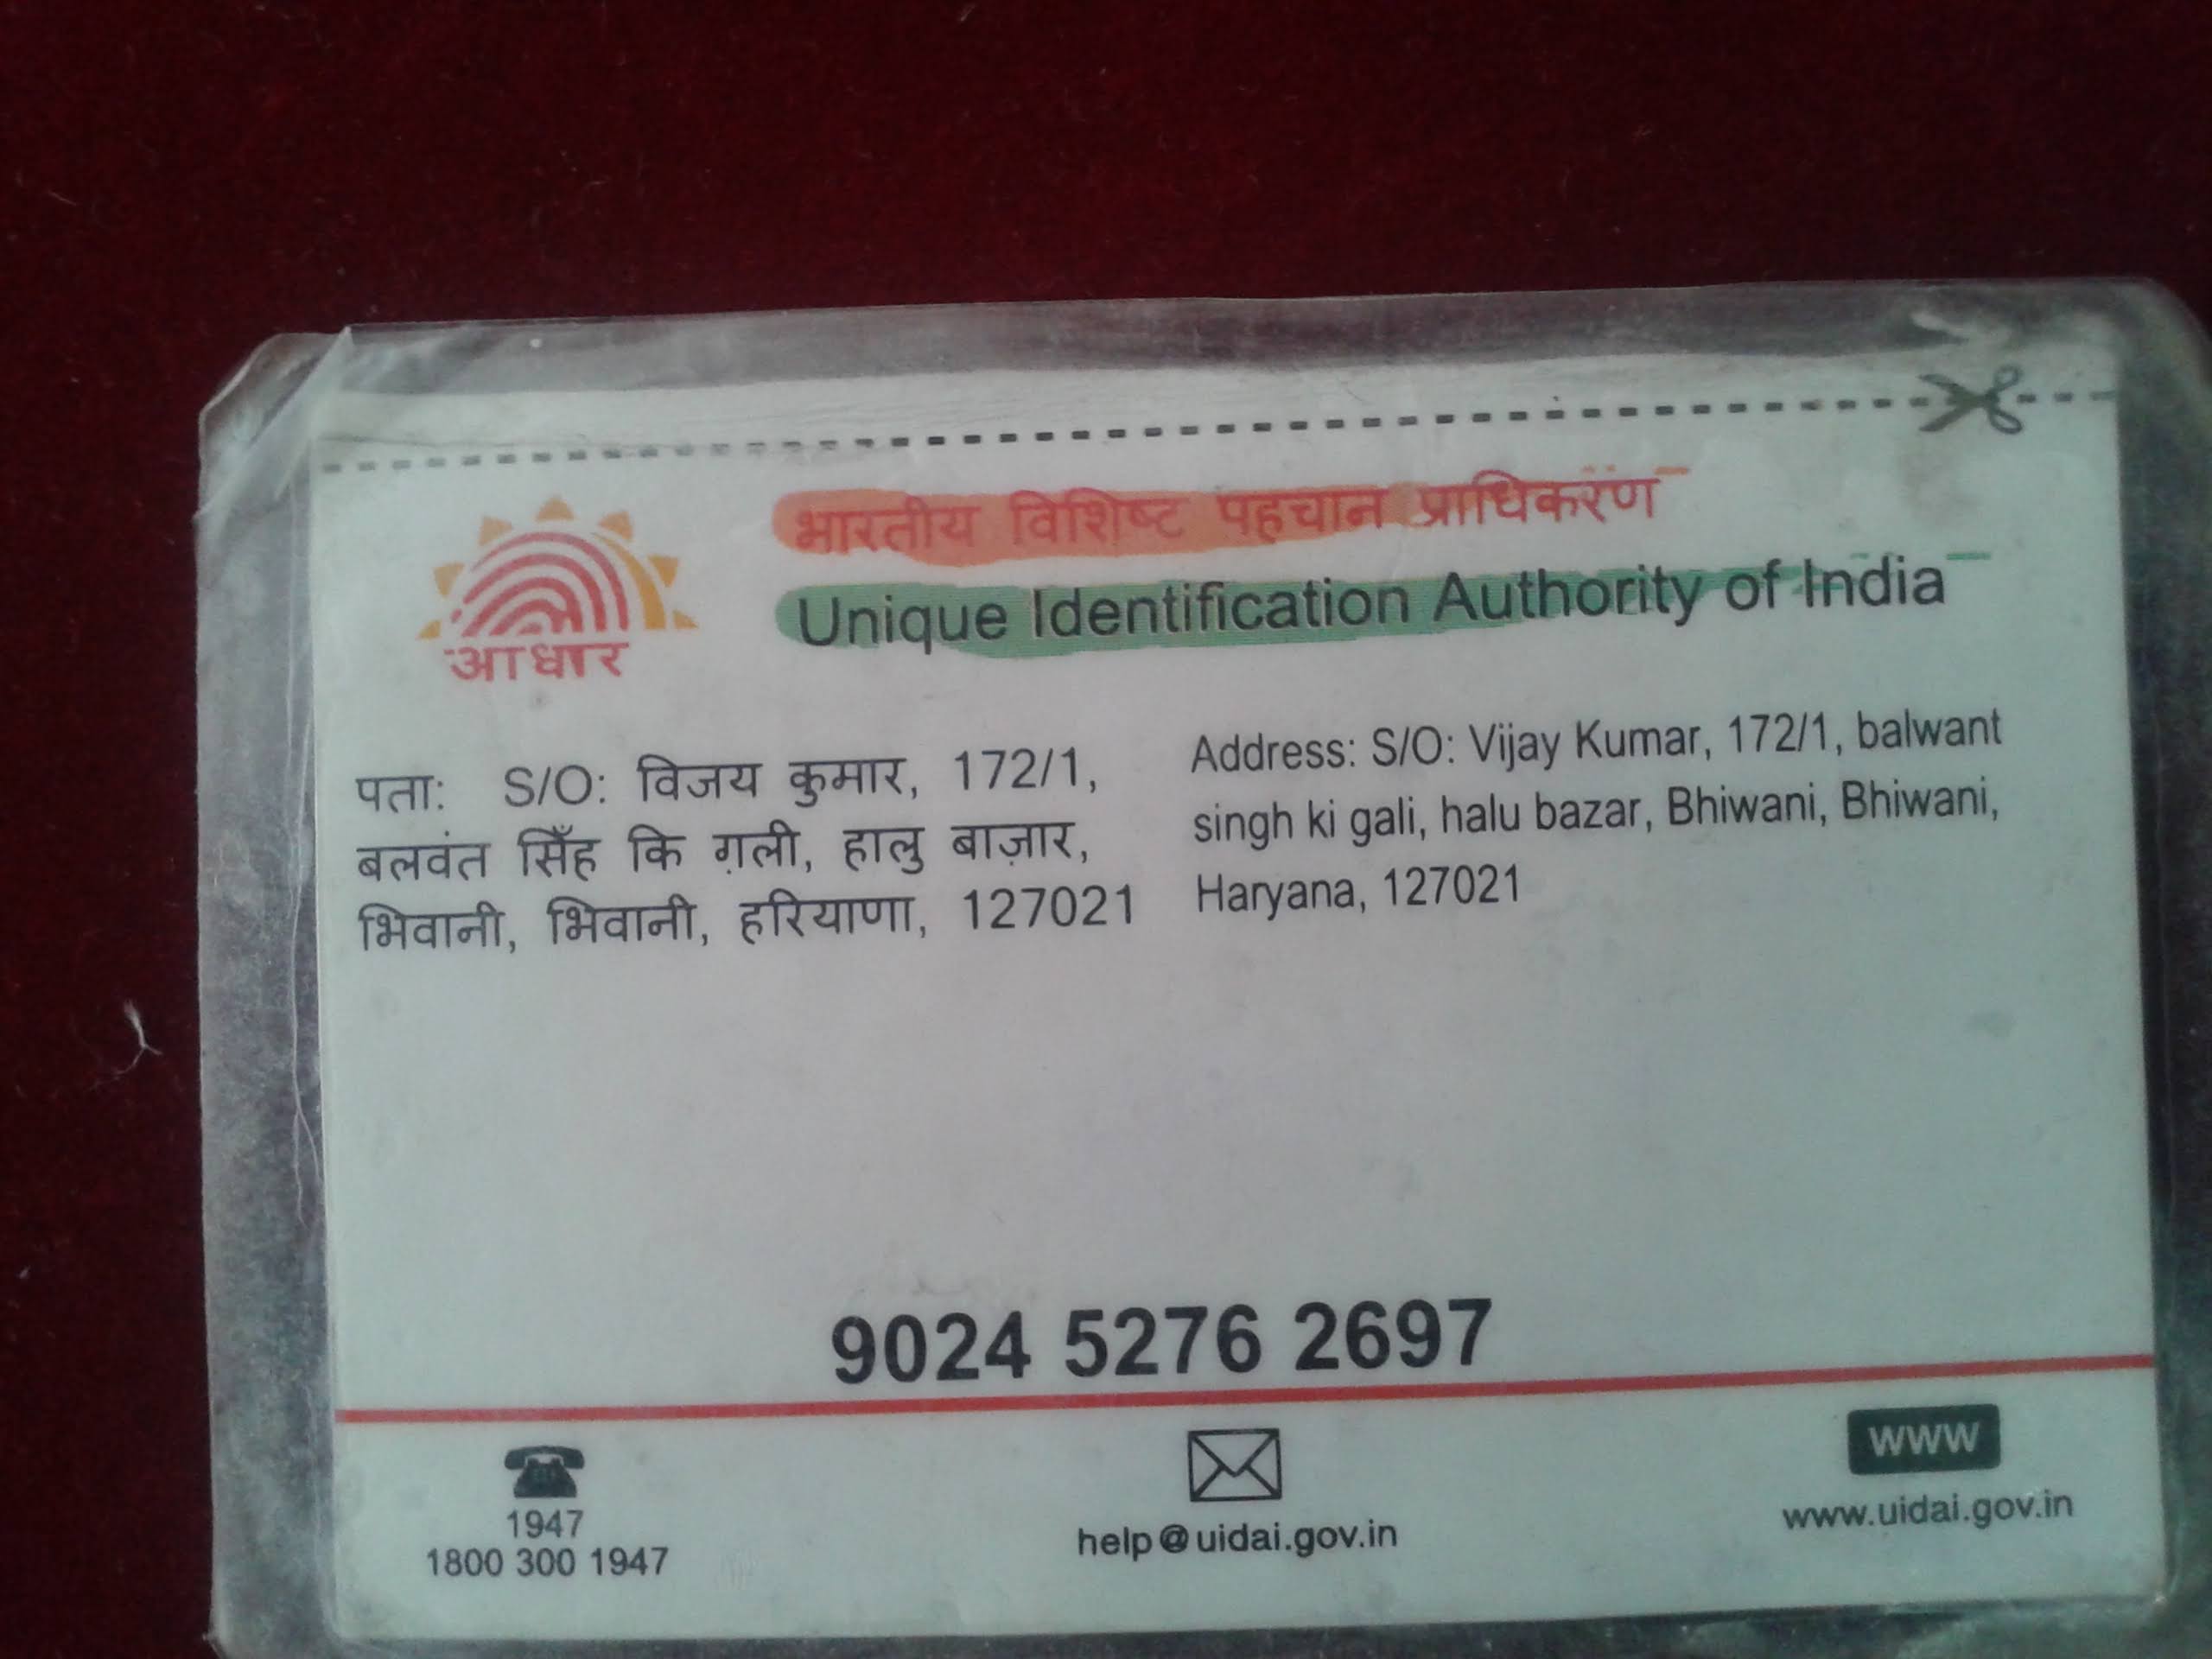 भारतीय विशिष्ट पहचान प्राधिकरण
Unique Identification Authority of India
आधार
पता: S/O: विजय कुमार, 172/1,
बलवंत सिँह कि ग़ली, हालु बाज़ार,
भिवानी, भिवानी, हरियाणा, 127021
Address: S/O: Vijay Kumar, 172/1, balwant
singh ki gali, halu bazar, Bhiwani, Bhiwani,
Haryana, 127021
9024 5276 2697
1947
1800 300 1947
help@uidai.gov.in
www
www.uidai.gov.in